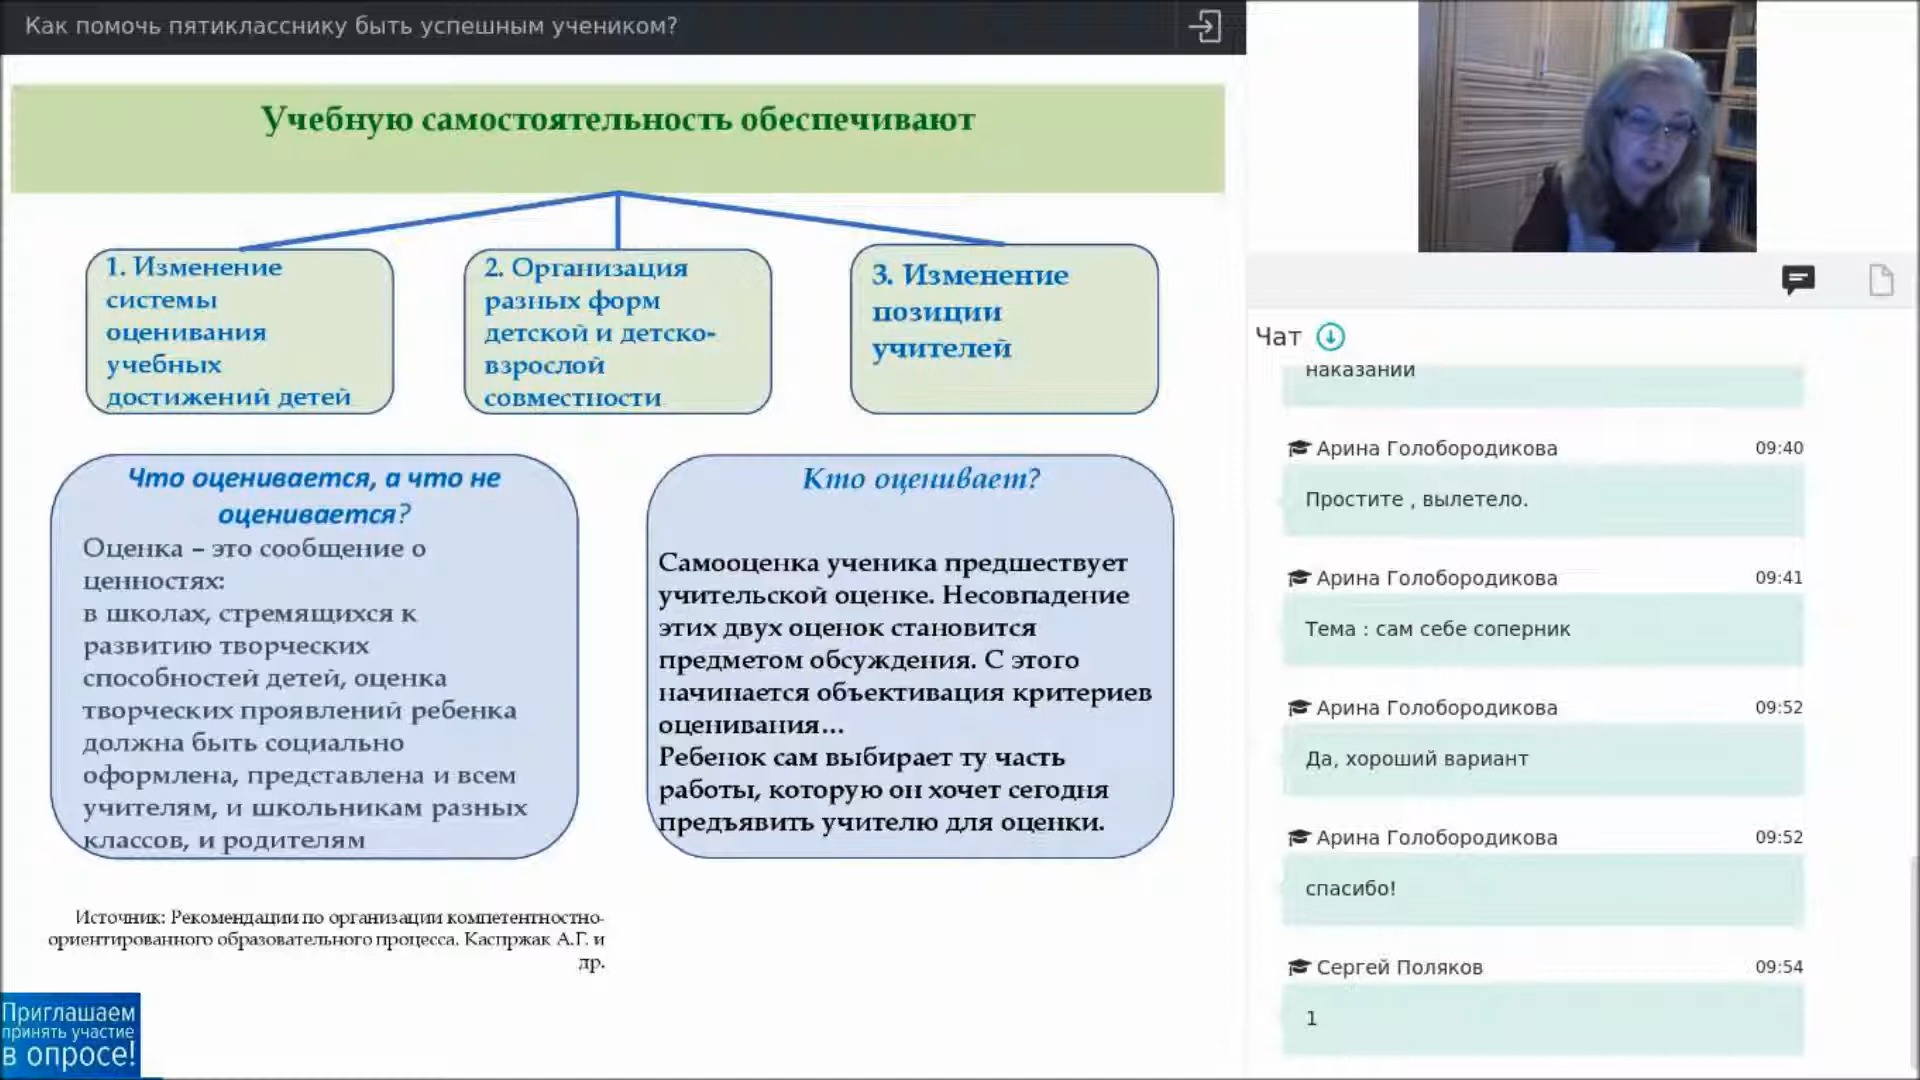 Как помочь пятикласснику быть успешным учеником?
Учебную самостоятельность обеспечивают
1. Изменение
системы
оценивания
учебных
достижений детей
2. Организация
разных форм
детской и детско-
взрослой
совместности
3. Изменение
позиции
учителей
Что оценивается, а что не
оценивается?
Оценка – это сообщение о
ценностях:
в школах, стремящихся к
развитию творческих
способностей детей, оценка
творческих проявлений ребенка
должна быть социально
оформлена, представлена и всем
учителям, и школьникам разных
классов, и родителям
Кто оценивает?
Самооценка ученика предшествует
учительской оценке. Несовпадение
этих двух оценок становится
предметом обсуждения. С этого
начинается объективация критериев
оценивания...
Ребенок сам выбирает ту часть
работы, которую он хочет сегодня
предъявить учителю для оценки.
Источник: Рекомендации по организации компетентностно-
ориентированного образовательного процесса. Каспржак А.Г. и
др.
Приглашаем
принять участие
в опросе!
Чат
наказании
Арина Голобородикова 09:40
Простите , вылетело.
Арина Голобородикова 09:41
Тема : сам себе соперник
Арина Голобородикова 09:52
Да, хороший вариант
Арина Голобородикова 09:52
спасибо!
Сергей Поляков 09:54
1